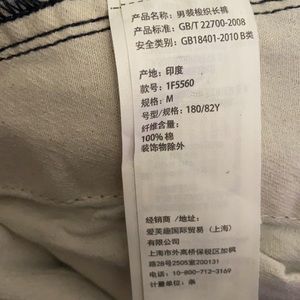 产品名称: 男装梭织长裤
产品标准: GB/T 22700-2008
安全类别: GB18401-2010 B类
产地: 印度
款号: 1F5560
规格: M
号型/规格: 180/82Y
纤维含量:
100% 棉
装饰物除外
经销商 / 地址:
爱芙趣国际贸易 (上海)
有限公司
上海市外高桥保税区加枫
路28号2505室200131
电话: 10-800-712-3169
计量单位: 条